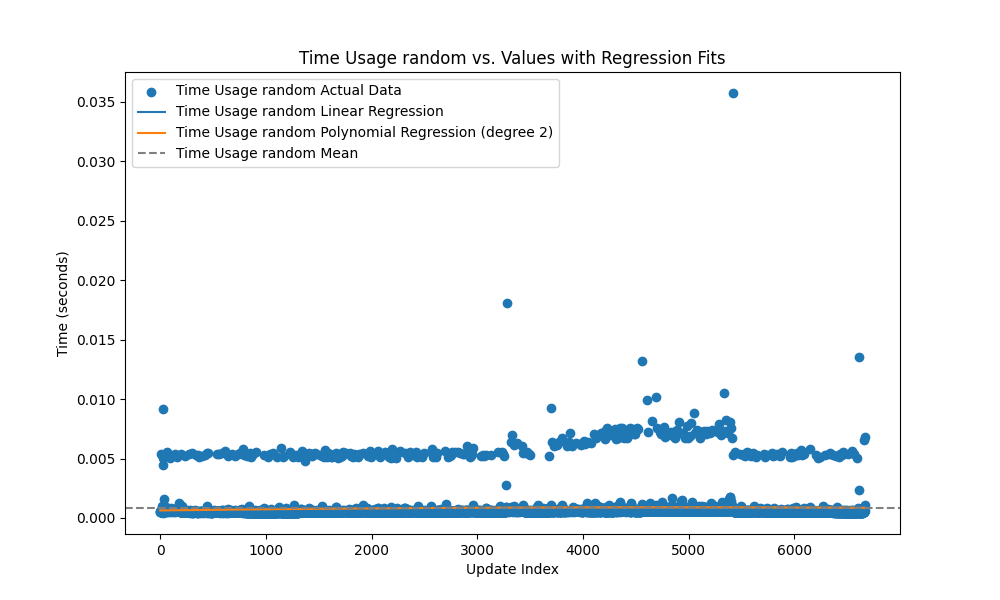 Time Usage random vs. Values with Regression Fits
Time Usage random Actual Data
Time Usage random Linear Regression
Time Usage random Polynomial Regression (degree 2)
Time Usage random Mean
0.035
0.030
0.025
0.020
0.015
0.010
0.005
0.000
Time (seconds)
0 1000 2000 3000 4000 5000 6000
Update Index